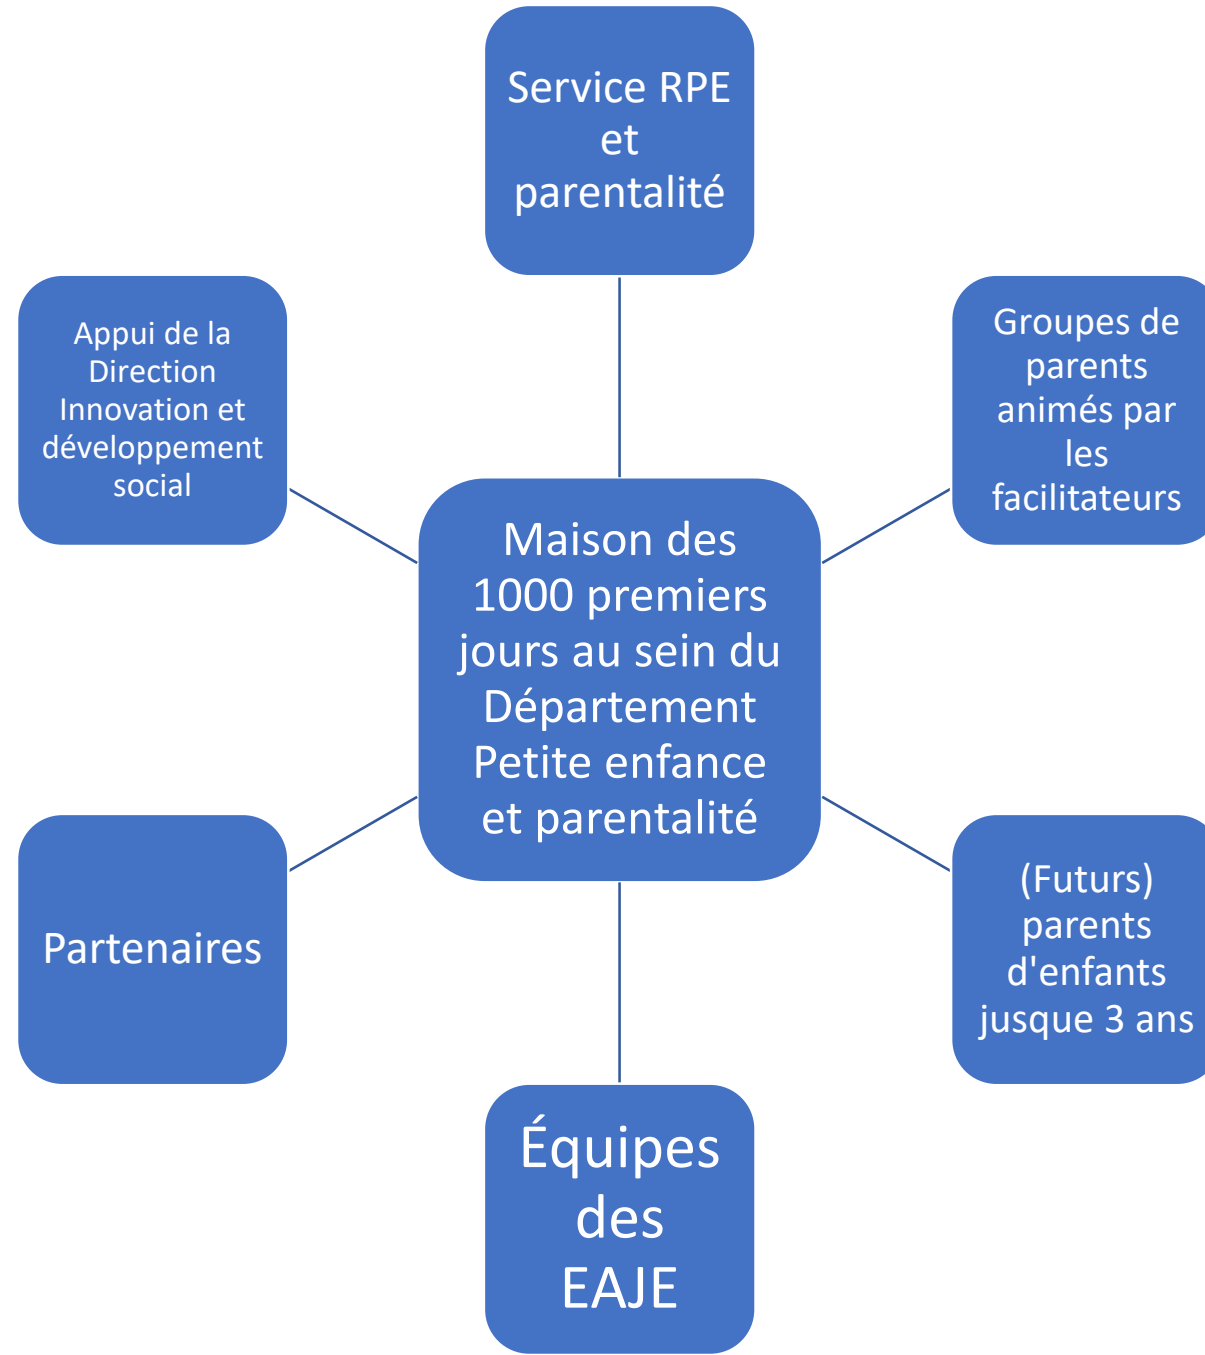 Service RPE
et
parentalité
Appui de la
Direction
Innovation et
développement
social
Groupes de
parents
animés par
les
facilitateurs
Maison des
1000 premiers
jours au sein du
Département
Petite enfance
et parentalité
Partenaires
(Futurs)
parents
d'enfants
jusque 3 ans
Équipes
des
EAJE